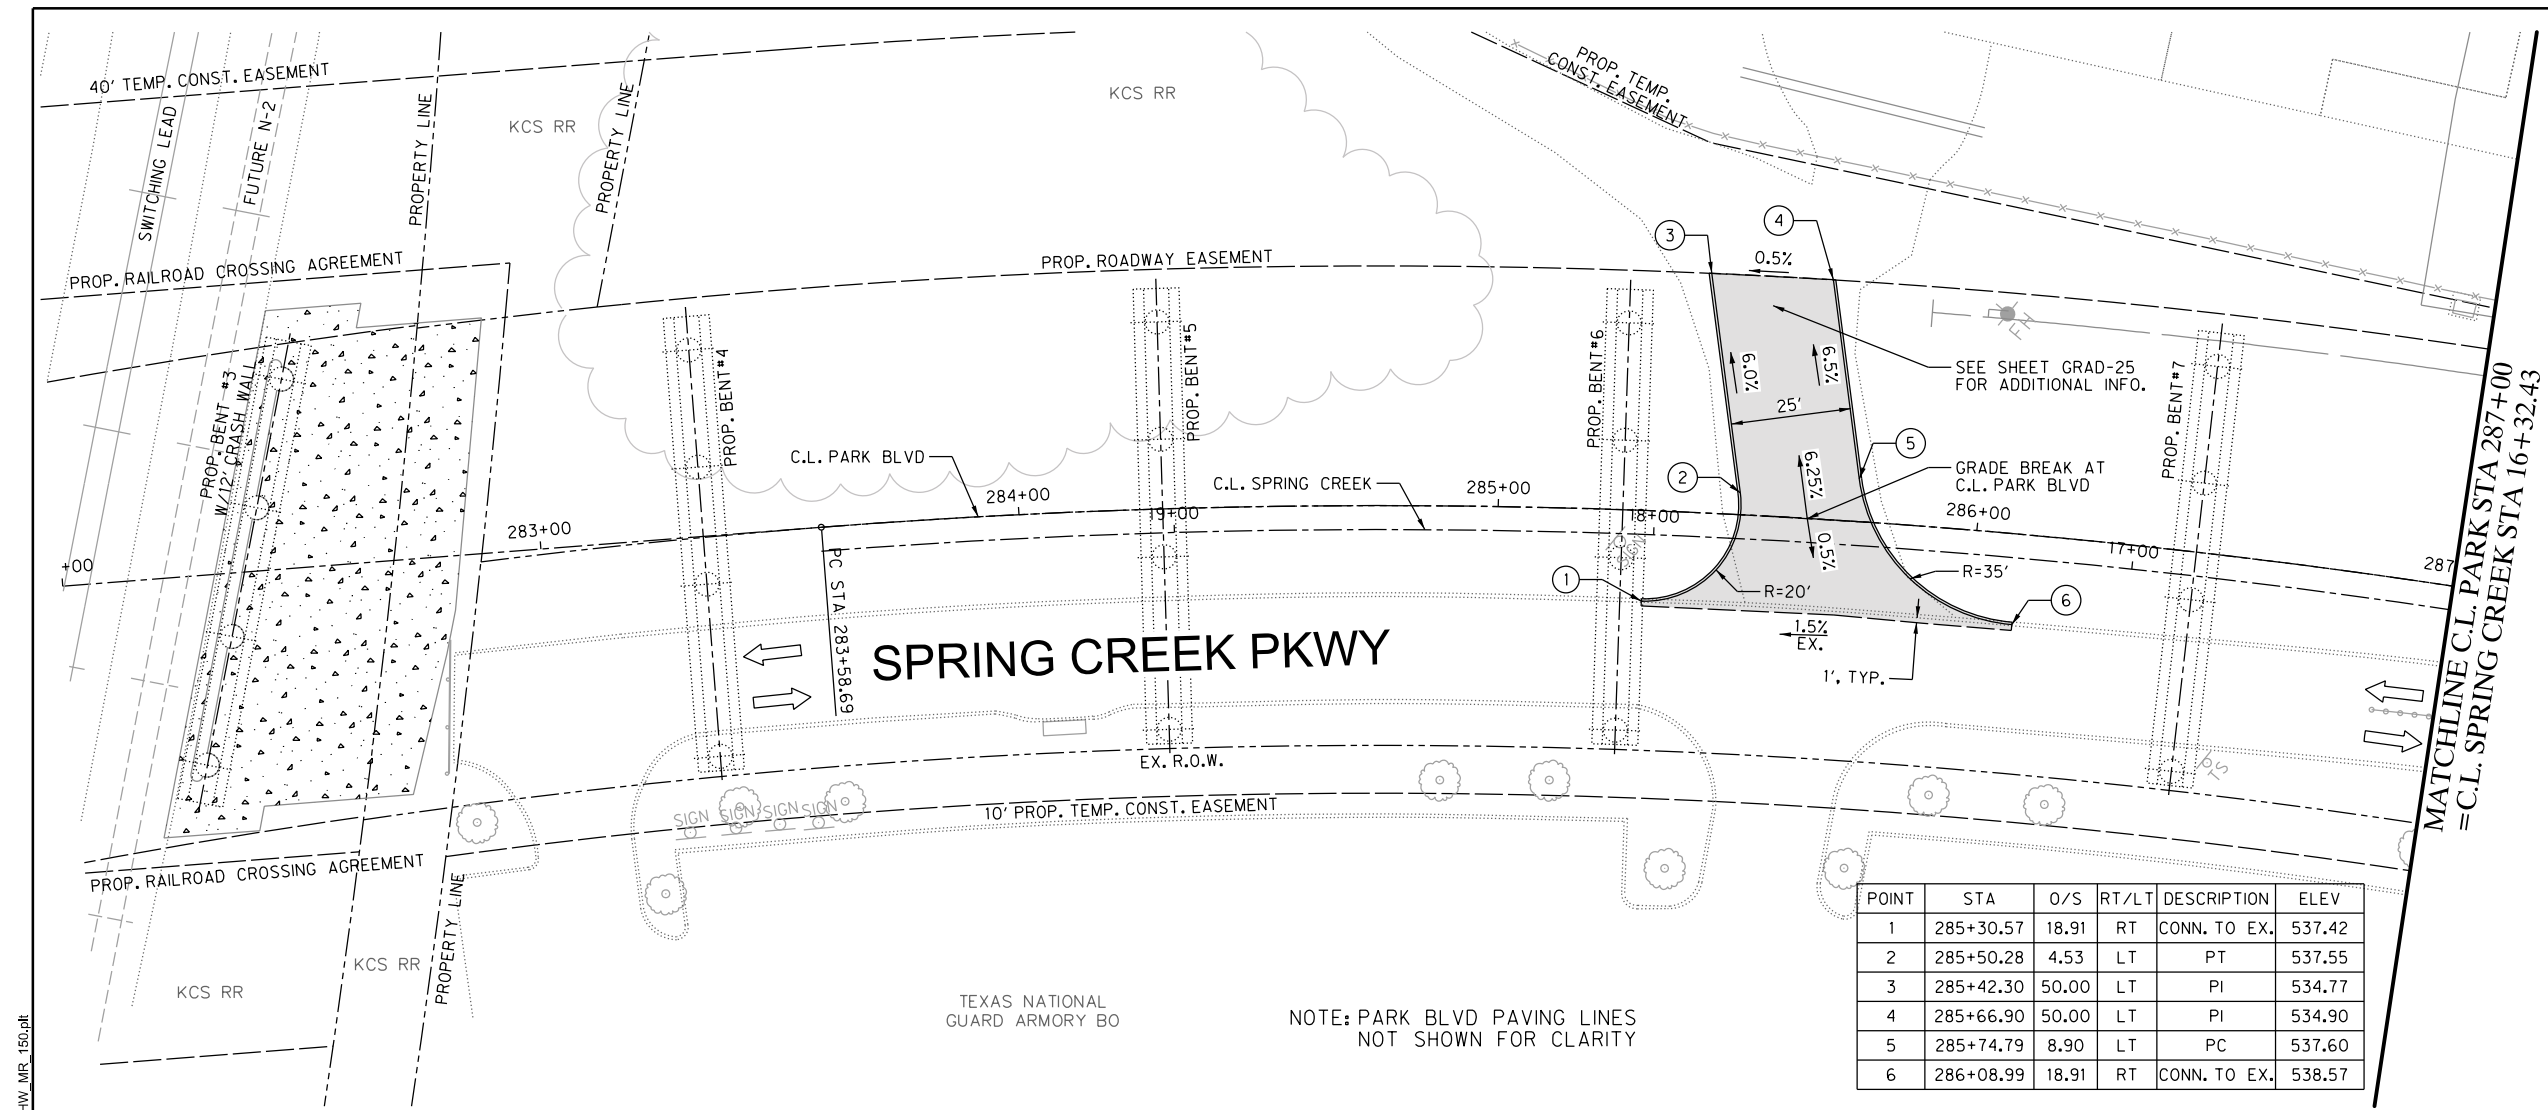 40' TEMP. CONST. EASEMENT
SWITCHING LEAD
FUTURE N-2
PROPERTY LINE
KCS RR
PROPERTY LINE
KCS RR
PROP. TEMP.
CONST. EASEMENT
PROP. RAILROAD CROSSING AGREEMENT
PROP. ROADWAY EASEMENT
3
4
0.5%
FH
PROP. BENT #3
W/12' CRASH WALL
PROP. BENT#4
PROP. BENT#5
PROP. BENT#6
6.0%
6.5%
SEE SHEET GRAD-25
FOR ADDITIONAL INFO.
25'
PROP. BENT#7
C.L. PARK BLVD
C.L. SPRING CREEK
5
2
6.25%
GRADE BREAK AT
C.L. PARK BLVD
+00
283+00
284+00
19+00
285+00
18+00
286+00
17+00
287
SIGN
0.5%
1
R=20'
R=35'
6
PC STA 283+58.69
SPRING CREEK PKWY
1.5%
EX.
1', TYP.
MATCHLINE C.L. PARK STA 287+00
=C.L. SPRING CREEK STA 16+32.43
EX. R.O.W.
SIGN SIGN SIGN SIGN
10' PROP. TEMP. CONST. EASEMENT
PROP. RAILROAD CROSSING AGREEMENT
PROPERTY LINE
KCS RR
KCS RR
TEXAS NATIONAL
GUARD ARMORY BO
NOTE: PARK BLVD PAVING LINES
NOT SHOWN FOR CLARITY
POINT STA O/S RT/LT DESCRIPTION ELEV
1 285+30.57 18.91 RT CONN. TO EX. 537.42
2 285+50.28 4.53 LT PT 537.55
3 285+42.30 50.00 LT PI 534.77
4 285+66.90 50.00 LT PI 534.90
5 285+74.79 8.90 LT PC 537.60
6 286+08.99 18.91 RT CONN. TO EX. 538.57
HW_MR_150.plt